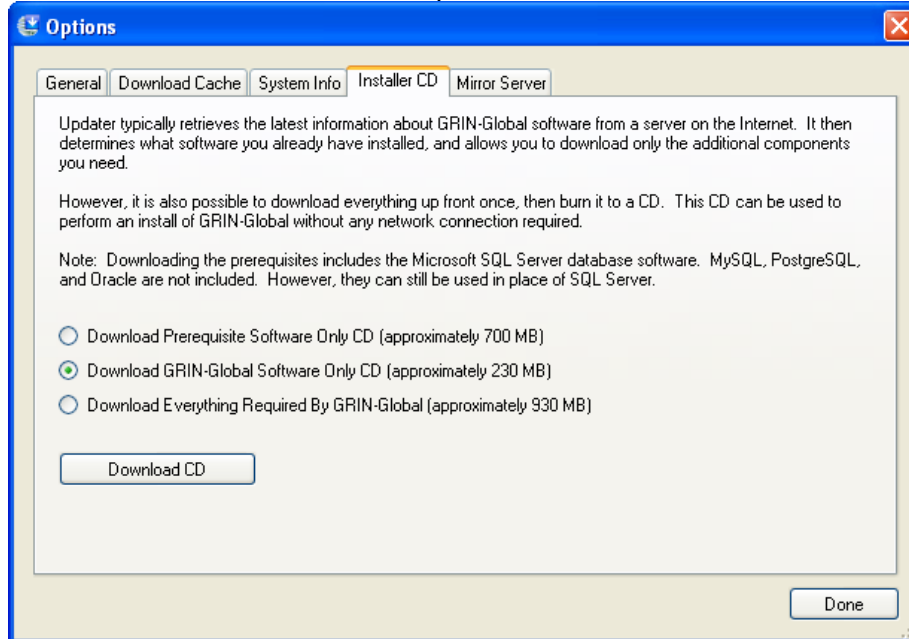 Options
General Download Cache System Info Installer CD Mirror Server
Updater typically retrieves the latest information about GRIN-Global software from a server on the Internet. It then
determines what software you already have installed, and allows you to download only the additional components
you need.
However, it is also possible to download everything up front once, then burn it to a CD. This CD can be used to
perform an install of GRIN-Global without any network connection required.
Note: Downloading the prerequisites includes the Microsoft SQL Server database software. MySQL, PostgreSQL,
and Oracle are not included. However, they can still be used in place of SQL Server.
Download Prerequisite Software Only CD (approximately 700 MB)
Download GRIN-Global Software Only CD (approximately 230 MB)
Download Everything Required By GRIN-Global (approximately 930 MB)
Download CD
Done